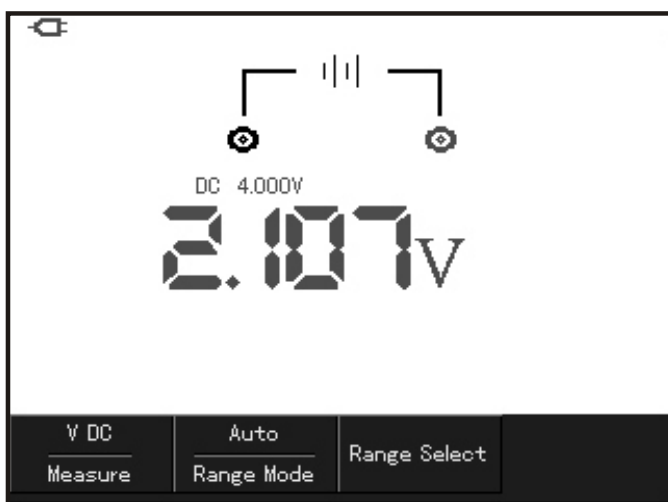 DC 4.000V
2.107V
V DC
Measure
Auto
Range Mode
Range Select